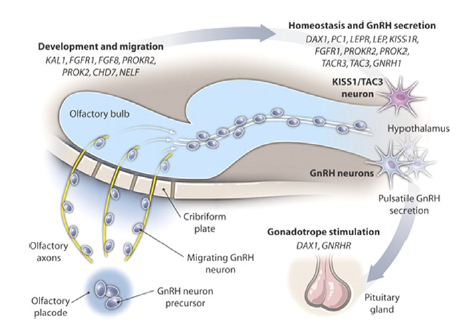 Homeostasis and GnRH secretion
DAX1, PC1, LEPR, LEP, KISS1R,
FGFR1, PROKR2, PROK2,
TACR3, TAC3, GNRH1
Development and migration
KAL1, FGFR1, FGF8, PROKR2,
PROK2, CHD7, NELF
KISS1/TAC3
neuron
Olfactory bulb
Hypothalamus
GnRH neurons
Pulsatile GnRH
secretion
Cribriform
plate
Gonadotrope stimulation
DAX1, GNRHR
Olfactory
axons
Migrating GnRH
neuron
Olfactory
placode
GnRH neuron
precursor
Pituitary
gland